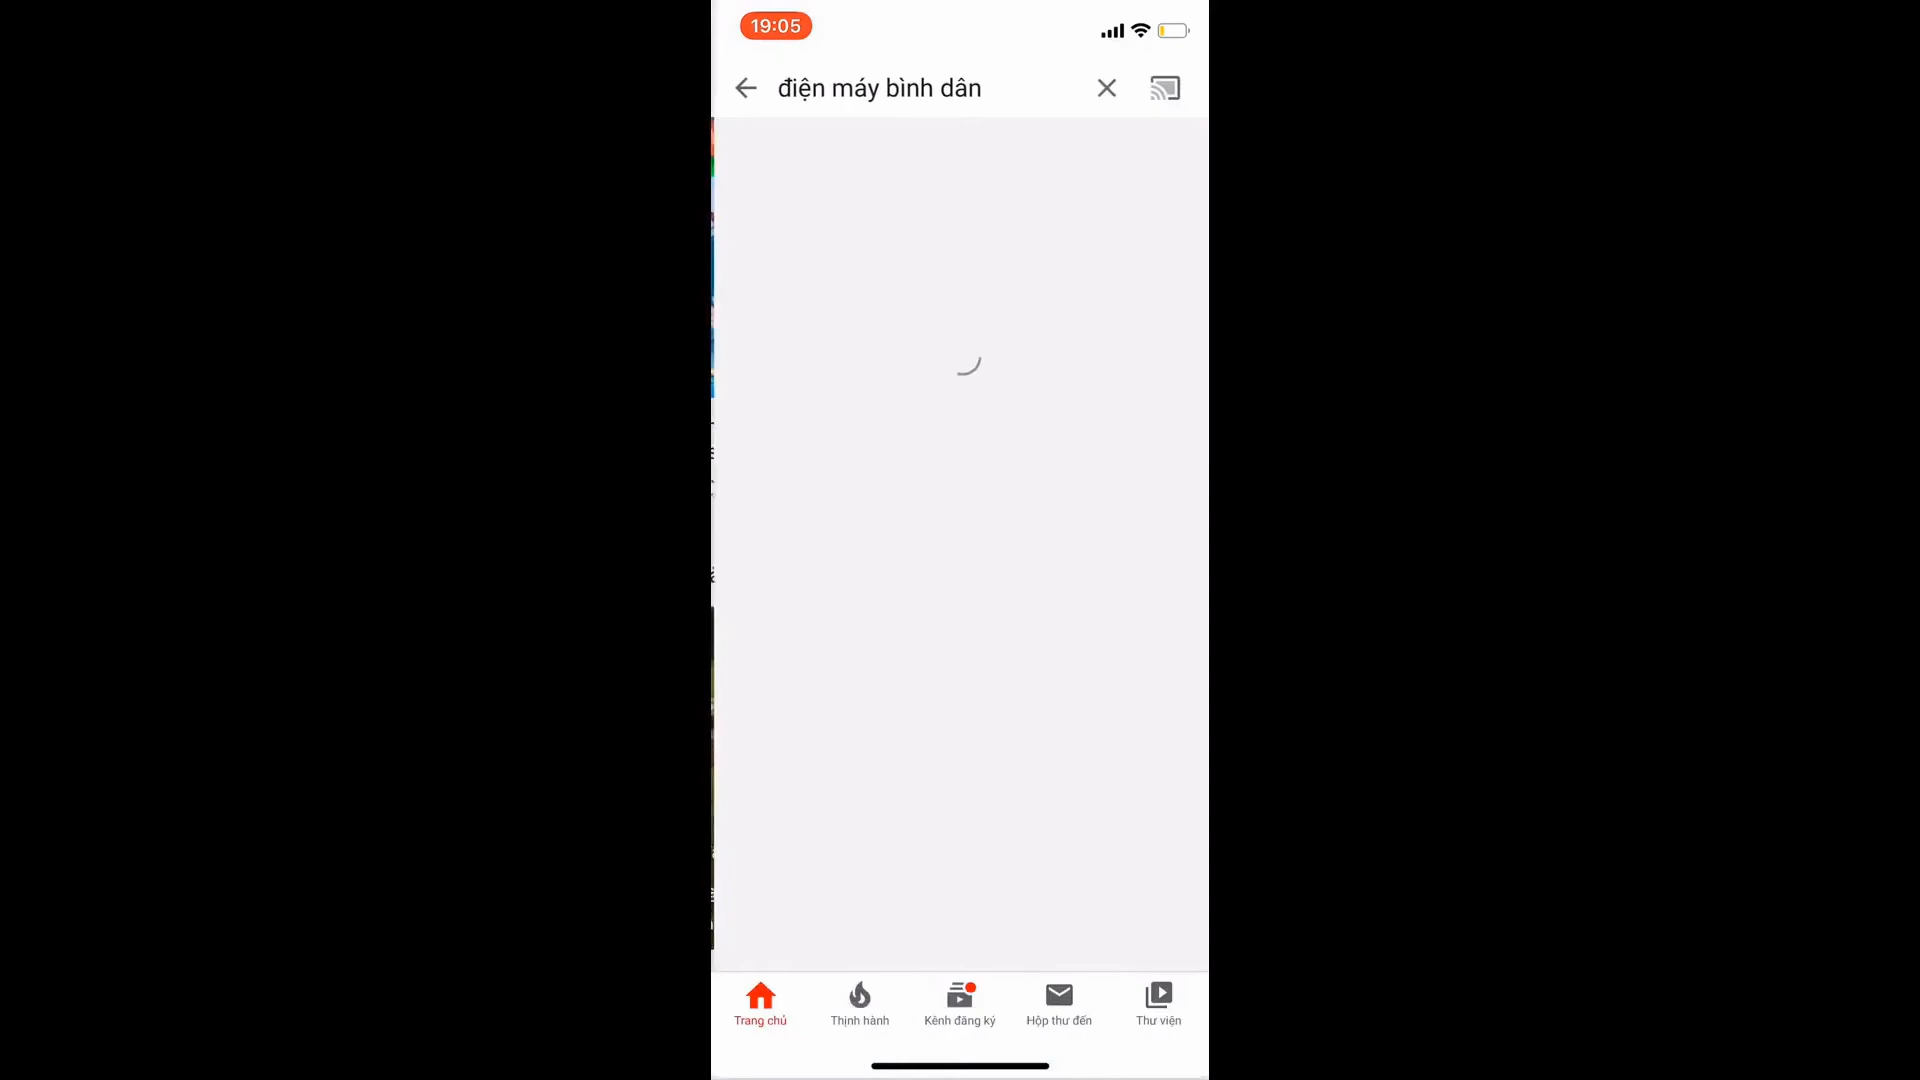 19:05
điện máy bình dân
Trang chủ
Thịnh hành
Kênh đăng ký
Hộp thư đến
Thư viện